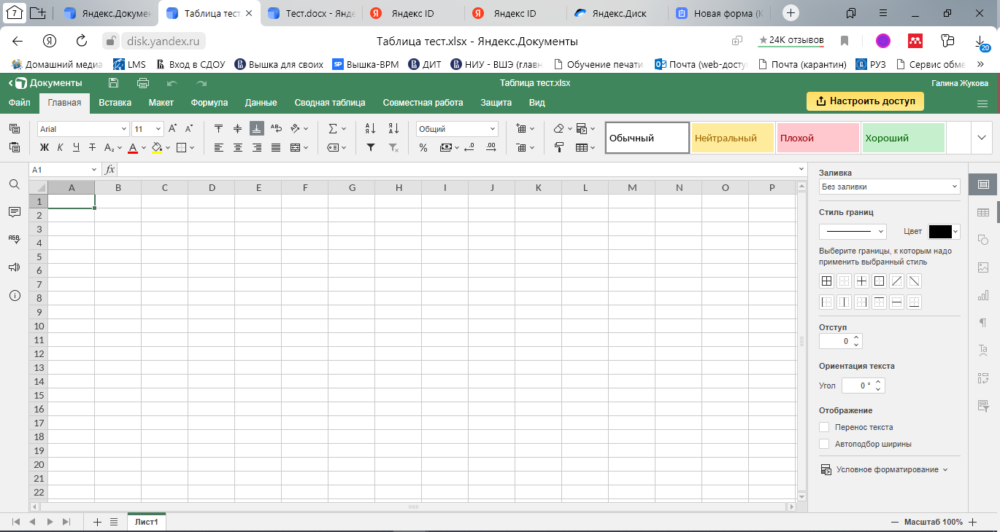 7 Яндекс.Докумен Таблица тест. Тест.docx - Янде Яндекс ID Яндекс ID Яндекс.Диск Новая форма (К
disk.yandex.ru Таблица тест.xlsx - Яндекс.Документы 24K отзывов 20
Домашний медиа LMS Вход в СДОУ Вышка для своих Вышка-ВРМ ДИТ НИУ - ВШЭ (главн Обучение печати Почта (web-досту Почта (карантин) РУЗ Сервис обме
Документы Таблица тест.xlsx Галина Жукова
Файл Главная Вставка Макет Формула Данные Сводная таблица Совместная работа Защита Вид Настроить доступ
Arial 11 Общий Обычный Нейтральный Плохой Хороший
Ж К Ч Т
A1 fx
A B C D E F G H I J K L M N O P
1
2
3
4
5
6
7
8
9
10
11
12
13
14
15
16
17
18
19
20
21
22
Заливка
Без заливки
Стиль границ
Цвет
Выберите границы, к которым надо
применить выбранный стиль
Отступ
0
Ориентация текста
Угол 0 °
Отображение
Перенос текста
Автоподбор ширины
Условное форматирование
Лист1 Масштаб 100%